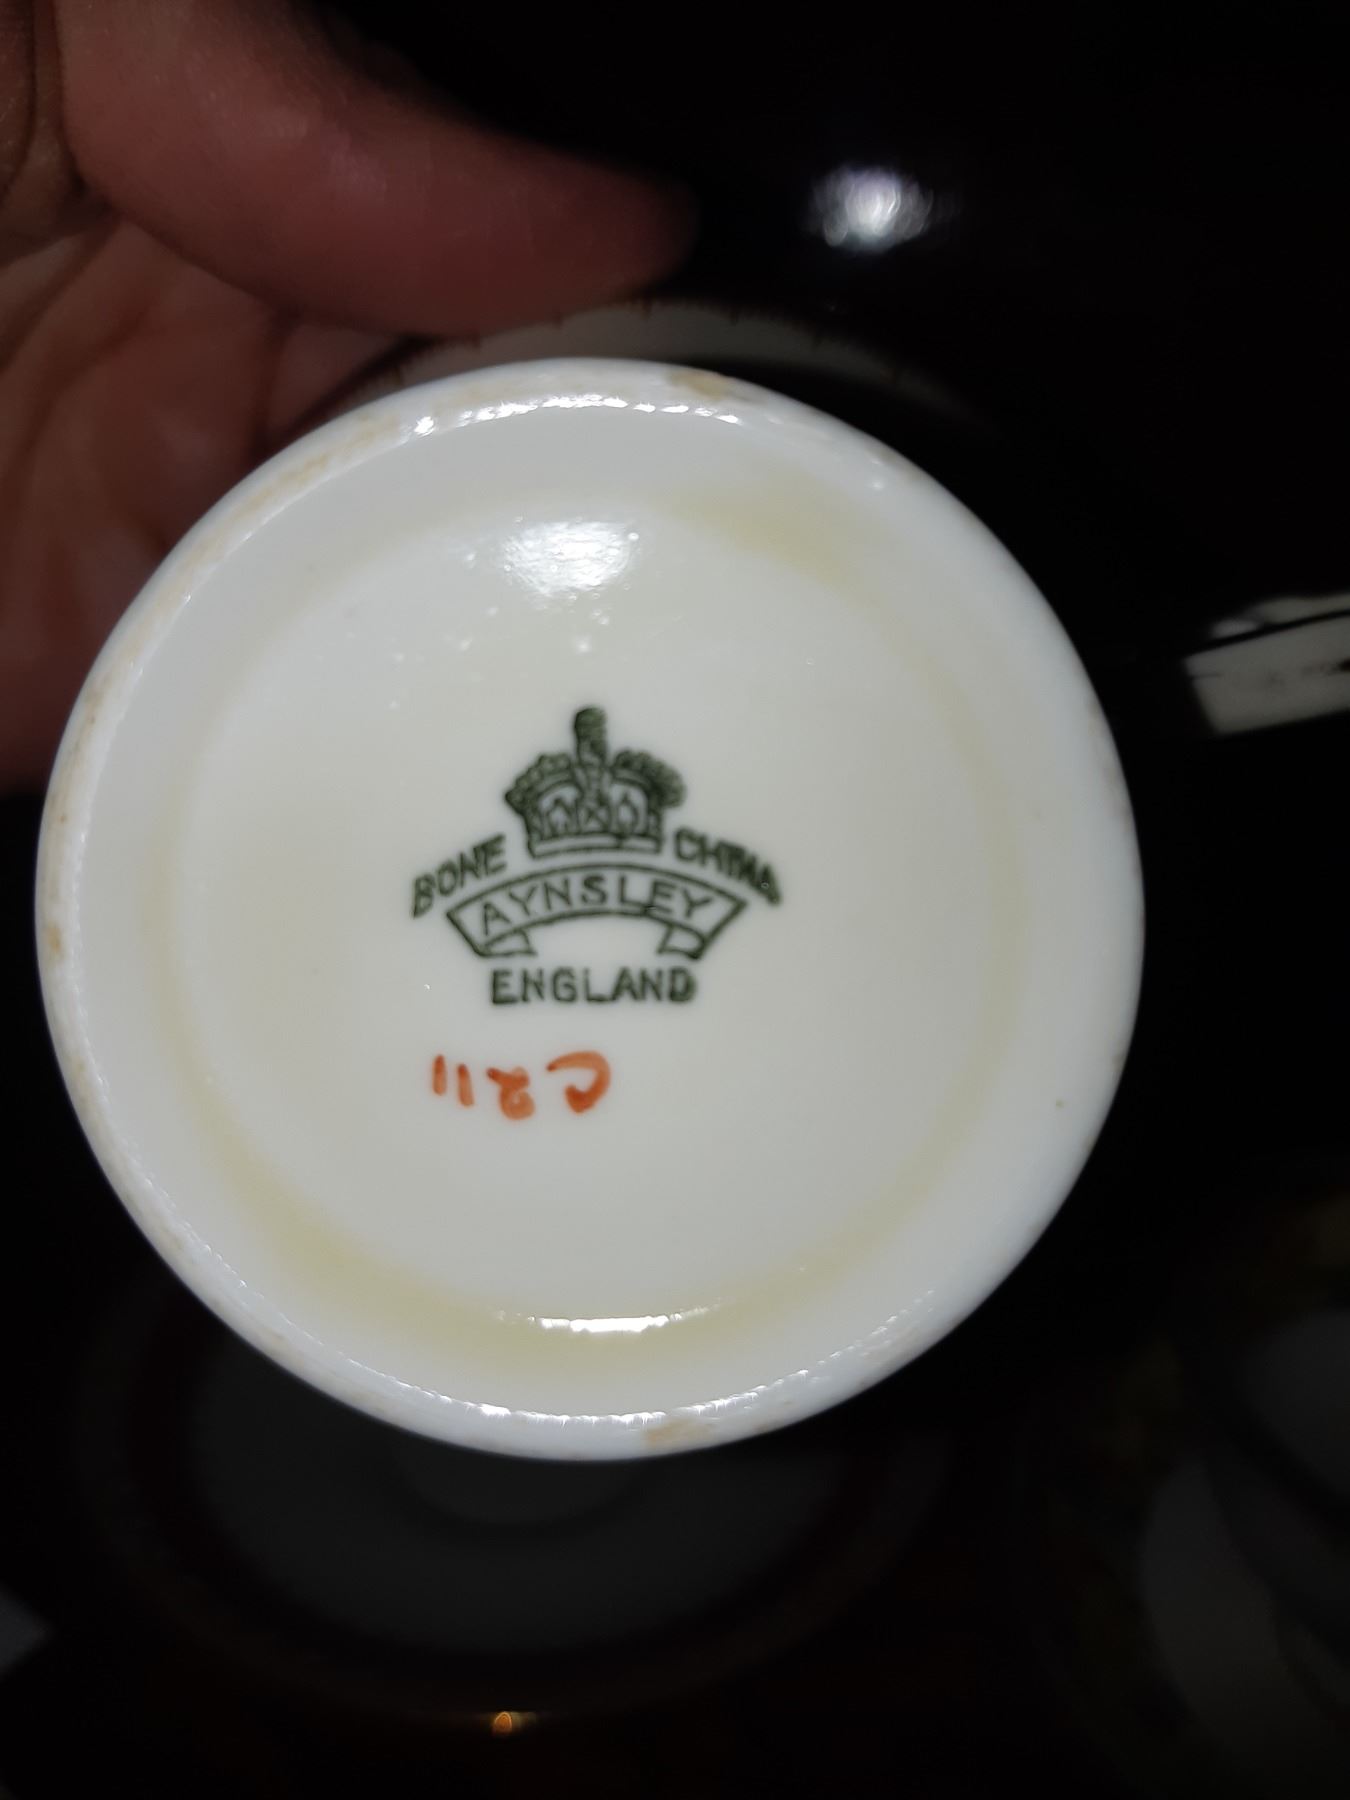 BONE CHINA
AYNSLEY
ENGLAND
C211